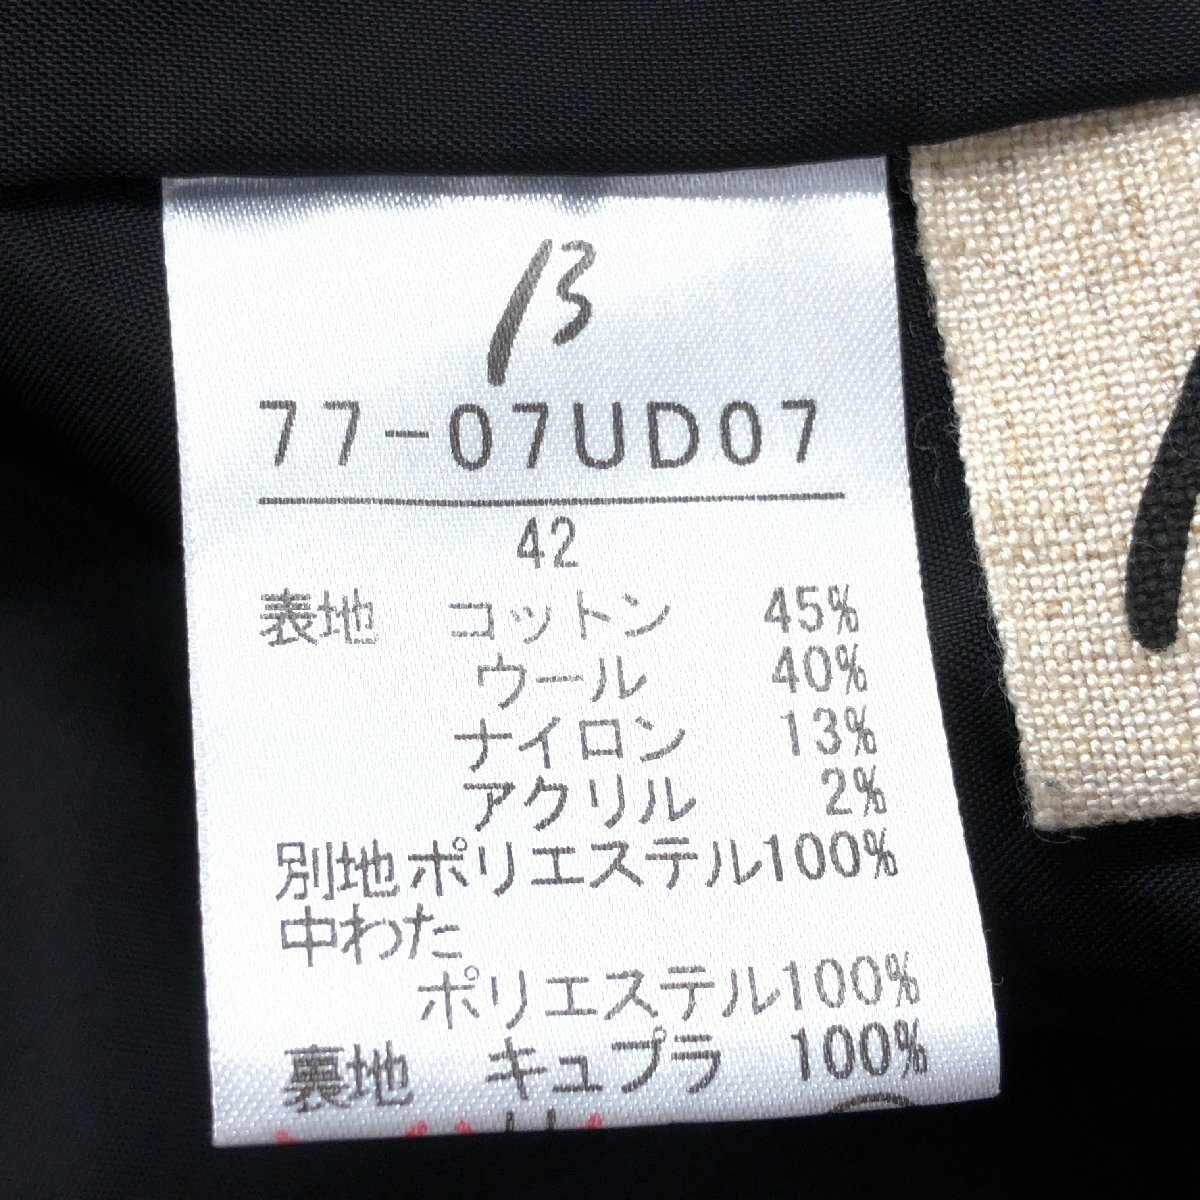 β
77-07UD07
42
表地 コットン 45%
ウール 40%
ナイロン 13%
アクリル 2%
別地 ポリエステル100%
中わた
ポリエステル100%
裏地 キュプラ 100%